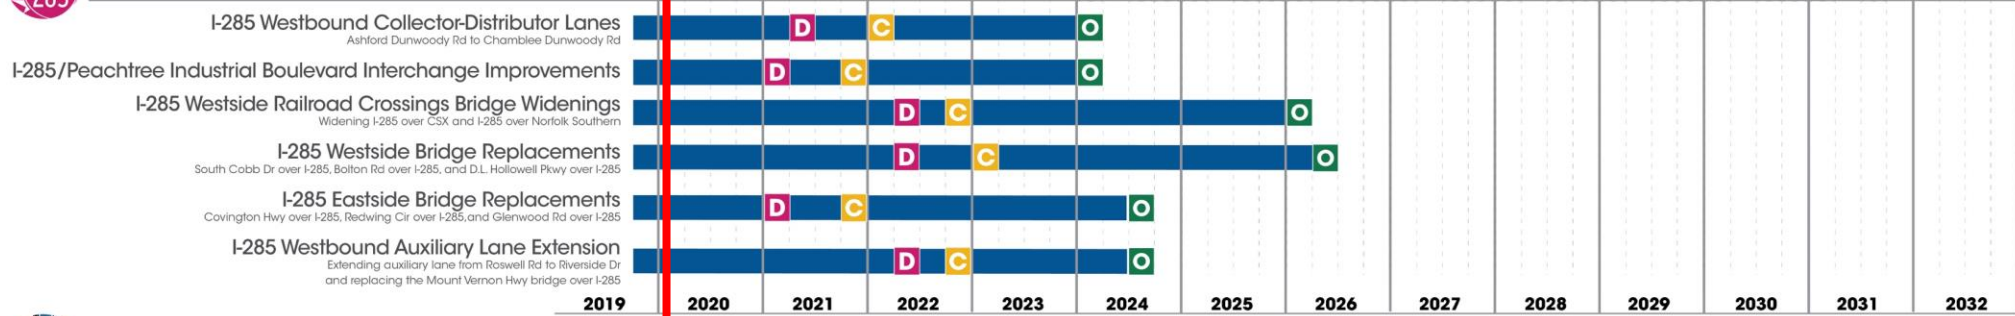 285
I-285 Westbound Collector-Distributor Lanes
Ashford Dunwoody Rd to Chamblee Dunwoody Rd
D C O
I-285/Peachtree Industrial Boulevard Interchange Improvements
D C O
I-285 Westside Railroad Crossings Bridge Widenings
Widening I-285 over CSX and I-285 over Norfolk Southern
D C O
I-285 Westside Bridge Replacements
South Cobb Dr over I-285, Bolton Rd over I-285, and D.L. Hollowell Pkwy over I-285
D C O
I-285 Eastside Bridge Replacements
Covington Hwy over I-285, Redwing Cir over I-285, and Glenwood Rd over I-285
D C O
I-285 Westbound Auxiliary Lane Extension
Extending auxiliary lane from Roswell Rd to Riverside Dr
and replacing the Mount Vernon Hwy bridge over I-285
D C O
2019 2020 2021 2022 2023 2024 2025 2026 2027 2028 2029 2030 2031 2032